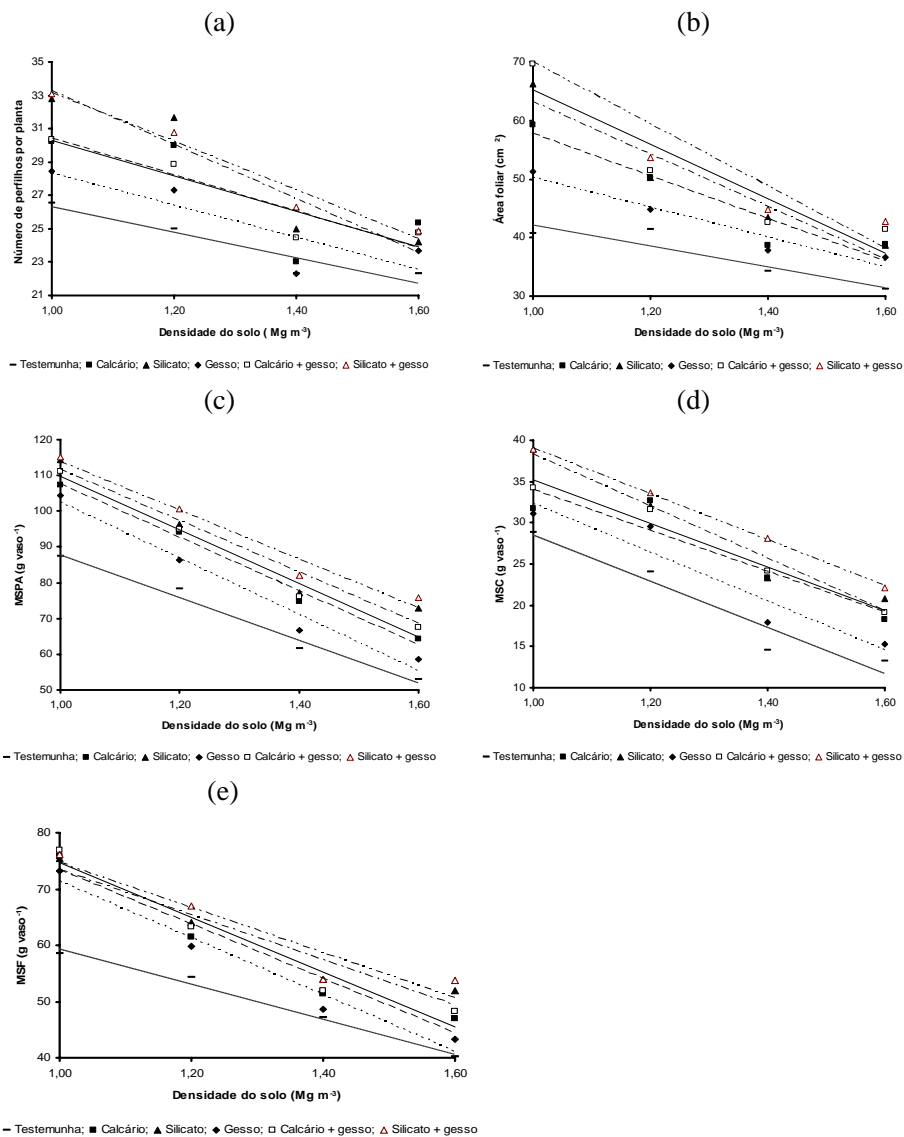 (a)
Número de perfilhos por planta
35
33
31
29
27
25
23
21
1,00 1,20 1,40 1,60
Densidade do solo ( Mg m⁻³)
Testemunha; Calcário; Silicato; Gesso; Calcário + gesso; Silicato + gesso
(b)
Área foliar (cm ²)
70
60
50
40
30
1,00 1,20 1,40 1,60
Densidade do solo (Mg m⁻³)
Testemunha; Calcário; Silicato; Gesso; Calcário + gesso; Silicato + gesso
(c)
MSPA (g vaso⁻¹)
120
110
100
90
80
70
60
50
1,00 1,20 1,40 1,60
Densidade do solo (Mg m⁻³)
Testemunha; Calcário; Silicato; Gesso Calcário + gesso; Silicato + gesso
(d)
MSC (g vaso⁻¹)
40
35
30
25
20
15
10
1,00 1,20 1,40 1,60
Densidade do solo (Mg m⁻³)
Testemunha; Calcário; Silicato; Gesso; Calcário + gesso; Silicato + gesso
(e)
MSF (g vaso⁻¹)
80
70
60
50
40
1,00 1,20 1,40 1,60
Densidade do solo (Mg m⁻³)
Testemunha; Calcário; Silicato; Gesso; Calcário + gesso; Silicato + gesso